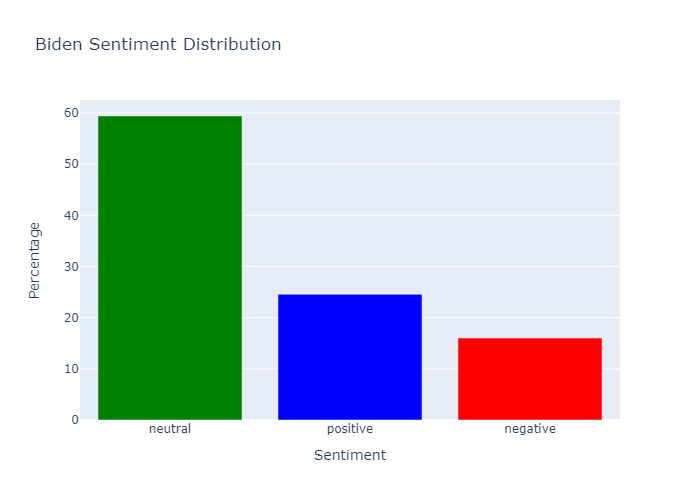 Biden Sentiment Distribution
60
50
40
30
20
10
0
Percentage
neutral
positive
negative
Sentiment